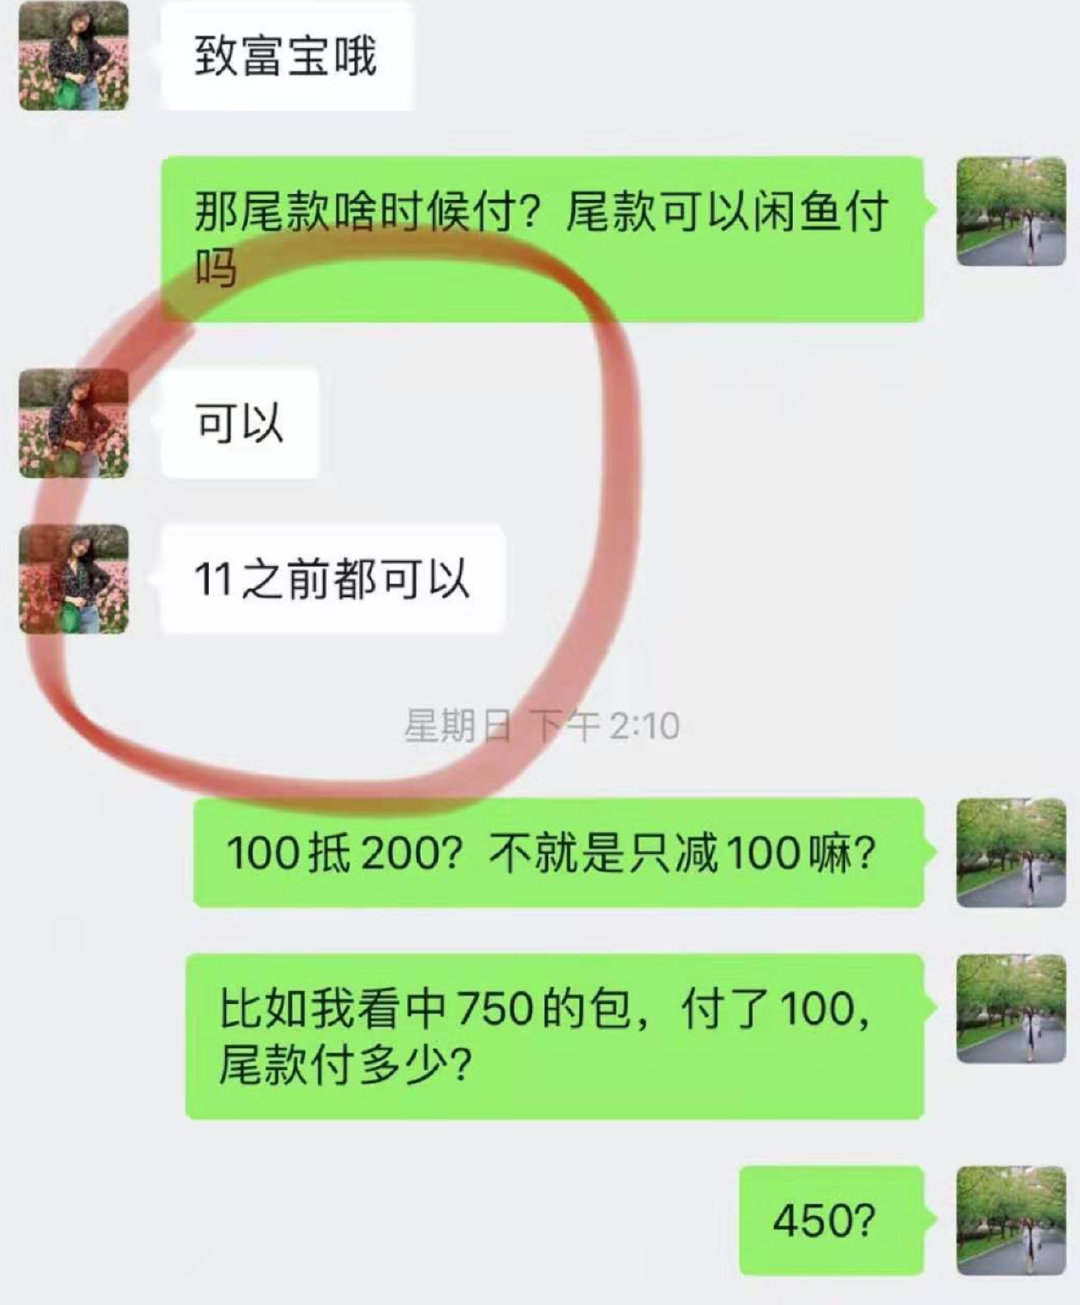 致富宝哦
那尾款啥时候付？尾款可以闲鱼付
吗
可以
11之前都可以
星期日 下午 2:10
100抵200？不就是只减100嘛？
比如我看中750的包，付了100，
尾款付多少？
450？